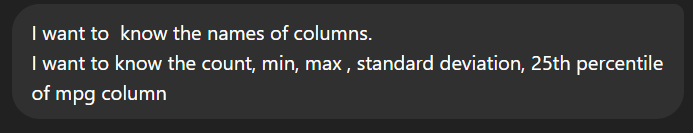 I want to  know the names of columns.
I want to know the count, min, max , standard deviation, 25th percentile
of mpg column